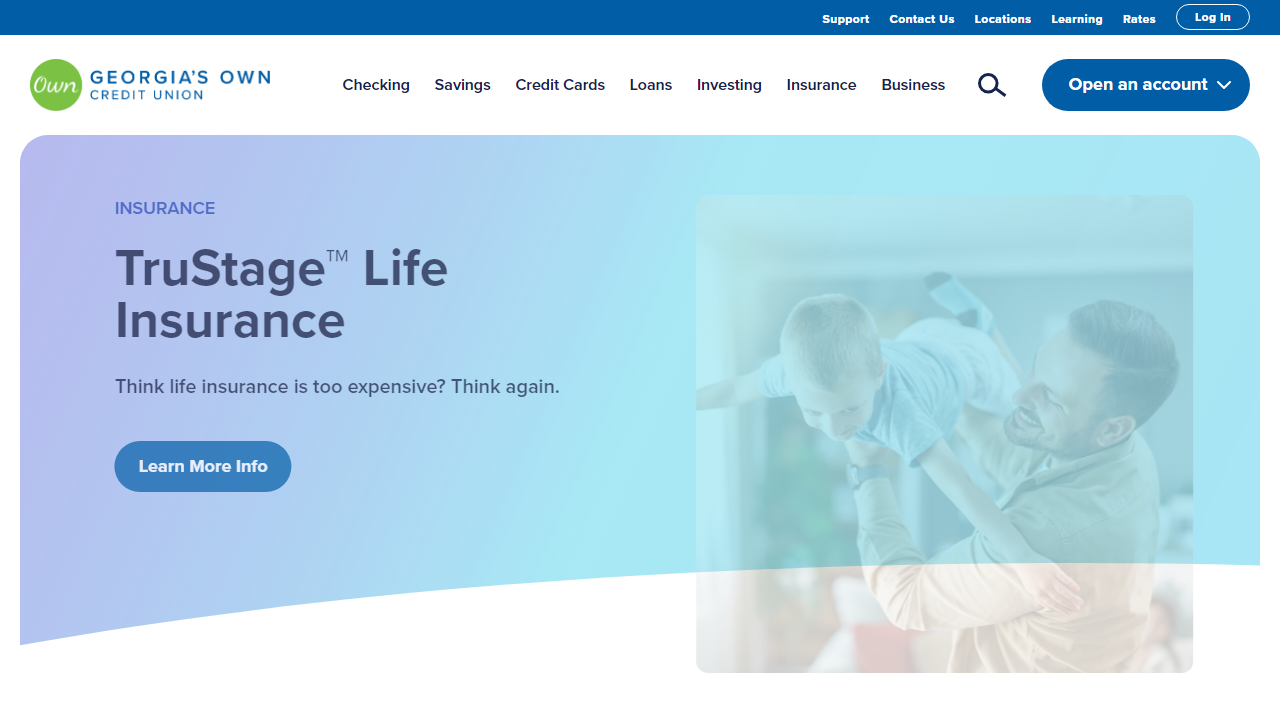 Support Contact Us Locations Learning Rates Log In
Own GEORGIA'S OWN
CREDIT UNION
Checking Savings Credit Cards Loans Investing Insurance Business Open an account
INSURANCE
TruStage™ Life
Insurance
Think life insurance is too expensive? Think again.
Learn More Info